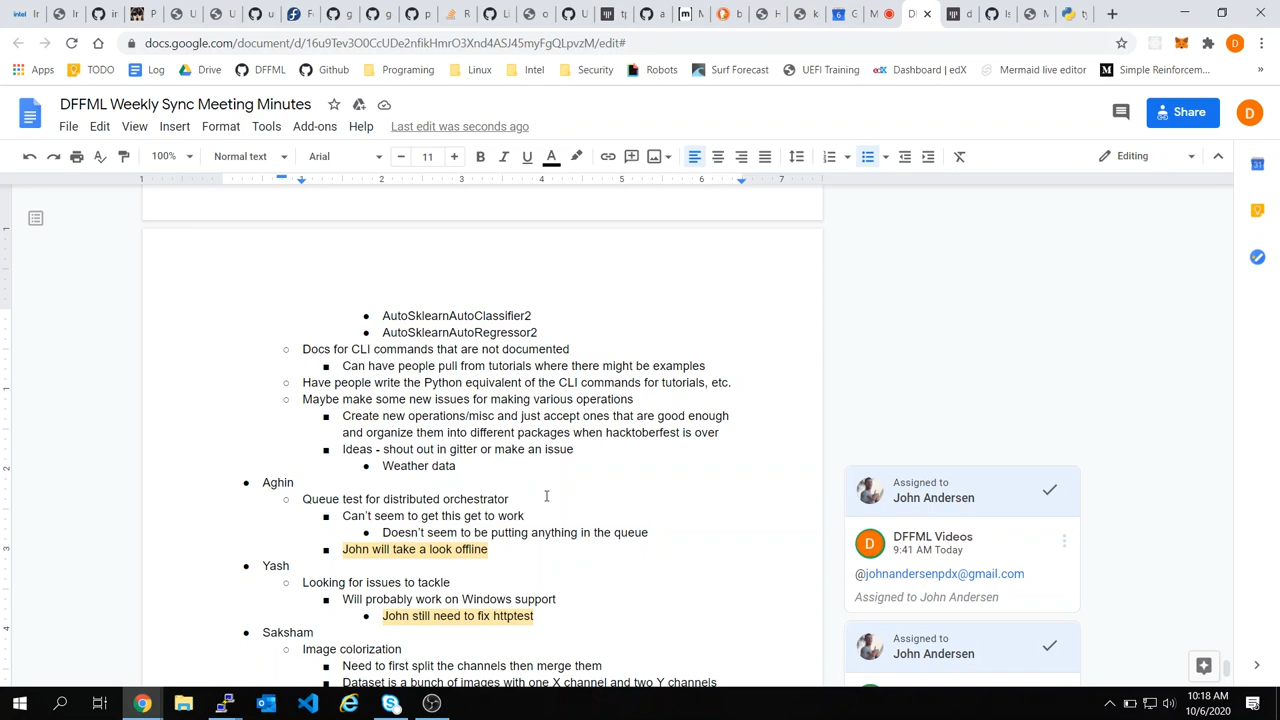 docs.google.com/document/d/16u9Tev3O0CcUDe2nfikHmrO3Xnd4ASJ45myFgQLpvzM/edit#
Apps TODO Log Drive DFFML Github Programing Linux Intel Security Robots Surf Forecast UEFI Training Dashboard | edX Mermaid live editor Simple Reinforcem...
DFFML Weekly Sync Meeting Minutes
File Edit View Insert Format Tools Add-ons Help Last edit was seconds ago
Share
100% Normal text Arial 11 Editing
1 1 2 3 4 5 6 7
AutoSklearnAutoClassifier2
AutoSklearnAutoRegressor2
Docs for CLI commands that are not documented
Can have people pull from tutorials where there might be examples
Have people write the Python equivalent of the CLI commands for tutorials, etc.
Maybe make some new issues for making various operations
Create new operations/misc and just accept ones that are good enough
and organize them into different packages when hacktoberfest is over
Ideas - shout out in gitter or make an issue
Weather data
Aghin
Queue test for distributed orchestrator
Can't seem to get this get to work
Doesn't seem to be putting anything in the queue
John will take a look offline
Yash
Looking for issues to tackle
Will probably work on Windows support
John still need to fix httptest
Saksham
Image colorization
Need to first split the channels then merge them
Dataset is a bunch of images with one X channel and two Y channels
Assigned to
John Andersen
DFFML Videos
9:41 AM Today
@johnandersenpdx@gmail.com
Assigned to John Andersen
Assigned to
John Andersen
10:18 AM
10/6/2020